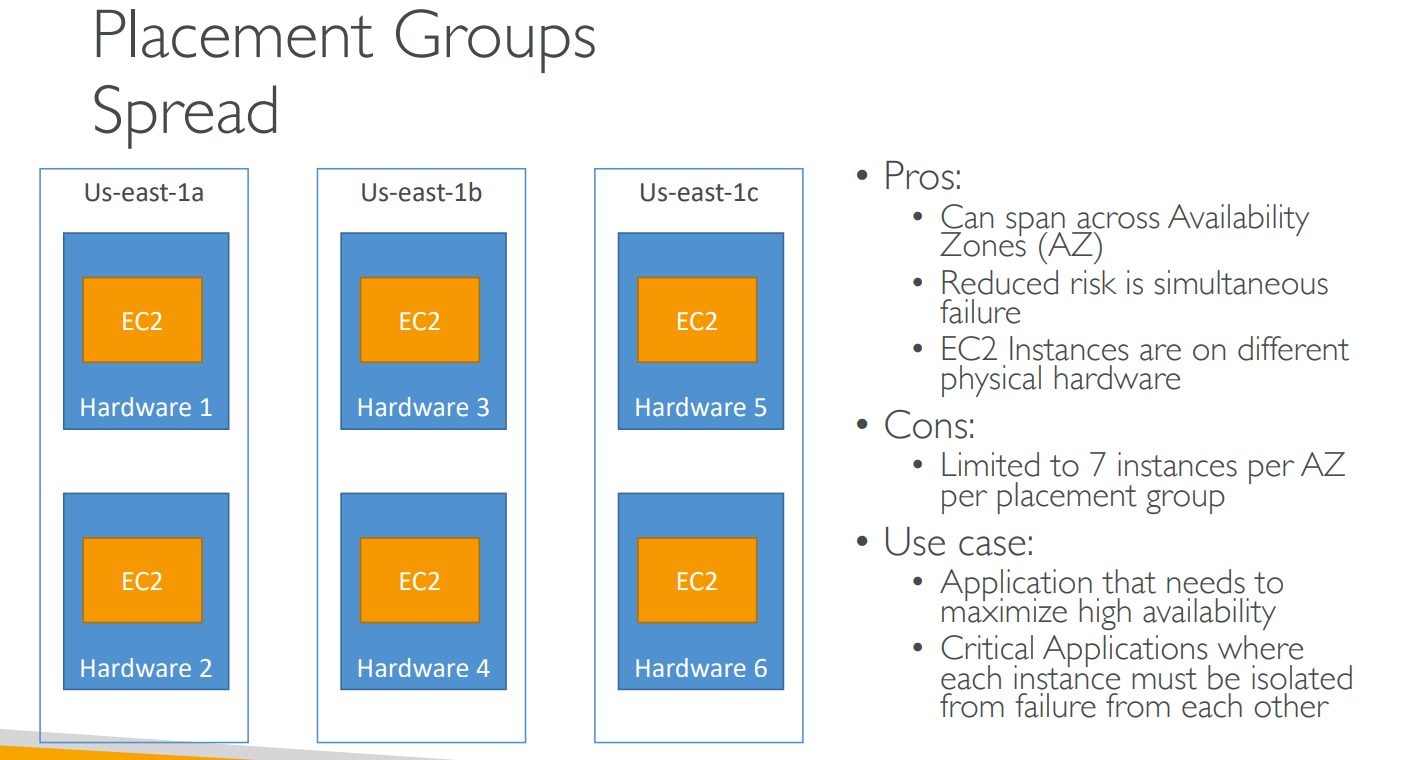 Placement Groups
Spread
Us-east-1a
EC2
Hardware 1
EC2
Hardware 2
Us-east-1b
EC2
Hardware 3
EC2
Hardware 4
Us-east-1c
EC2
Hardware 5
EC2
Hardware 6
• Pros:
• Can span across Availability
Zones (AZ)
• Reduced risk is simultaneous
failure
• EC2 Instances are on different
physical hardware
• Cons:
• Limited to 7 instances per AZ
per placement group
• Use case:
• Application that needs to
maximize high availability
• Critical Applications where
each instance must be isolated
from failure from each other